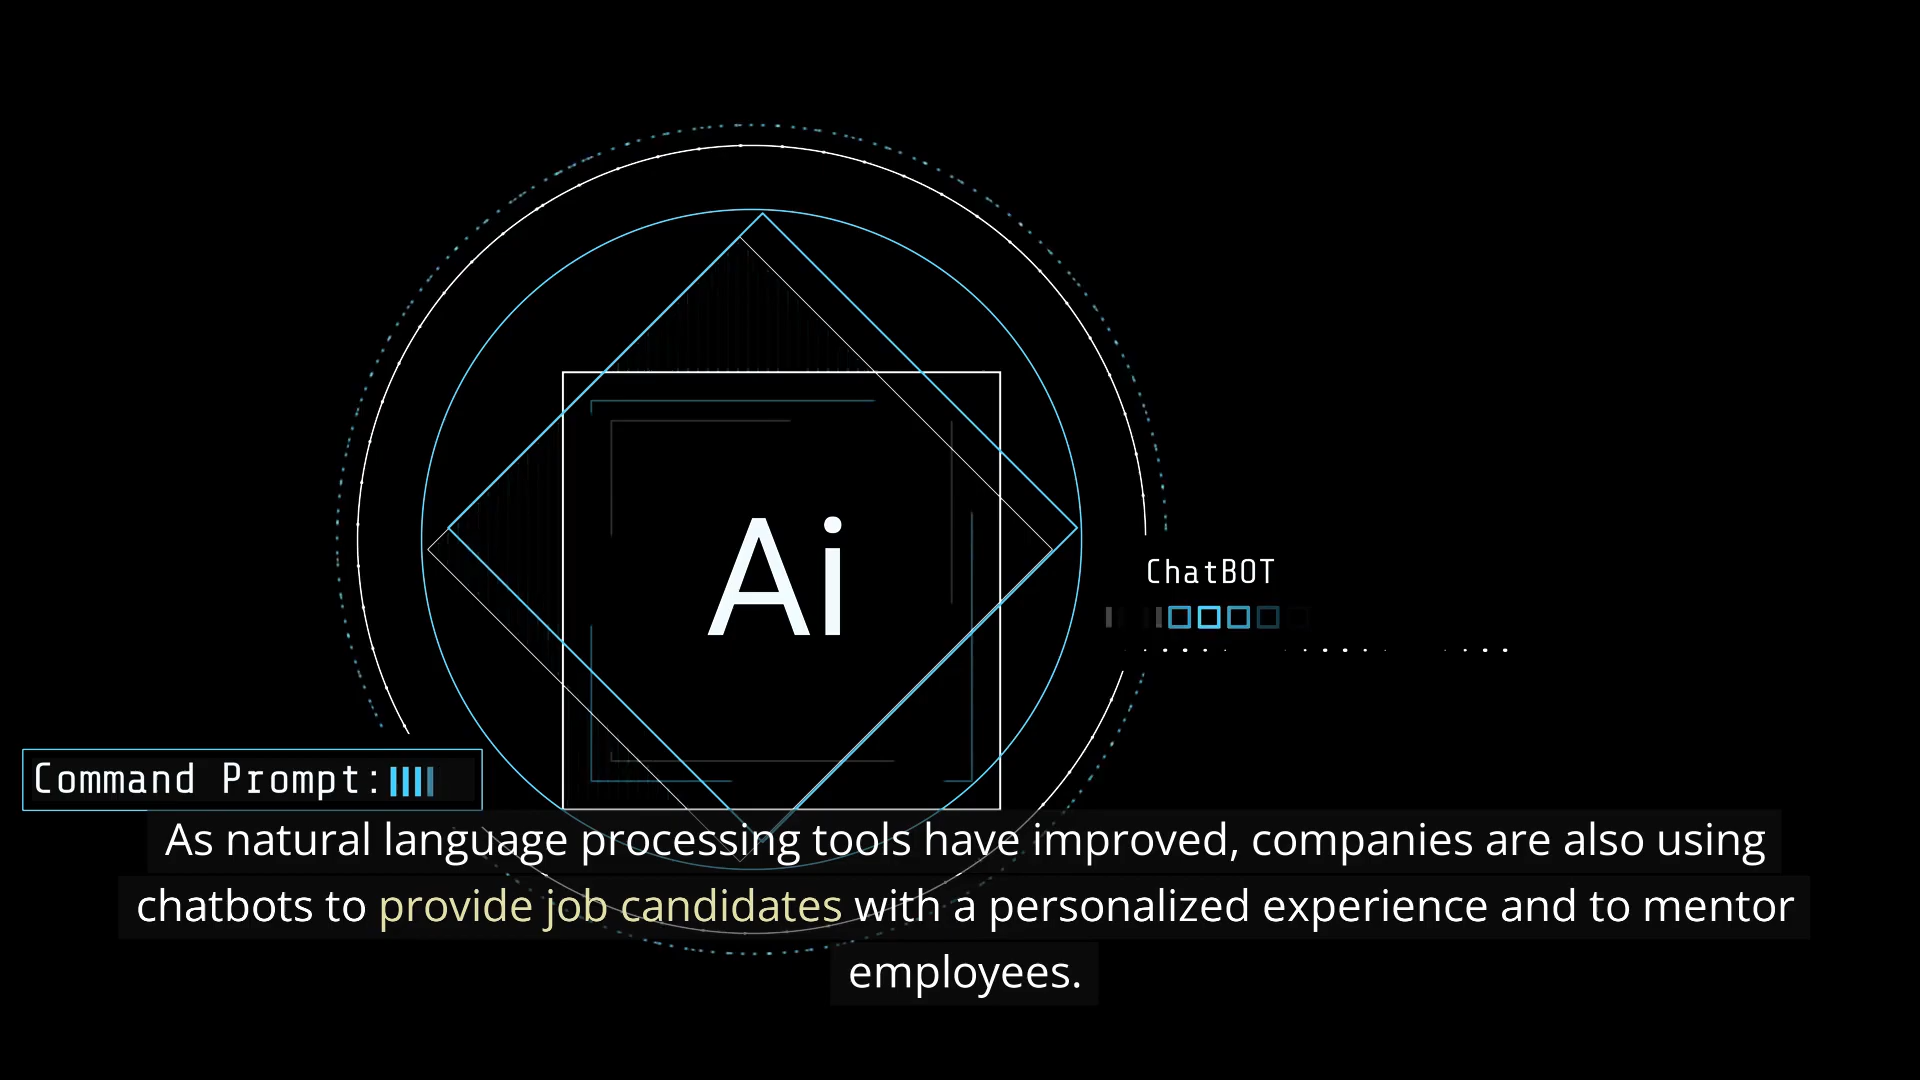 Ai
ChatBOT
Command Prompt:
As natural language processing tools have improved, companies are also using
chatbots to provide job candidates with a personalized experience and to mentor
employees.